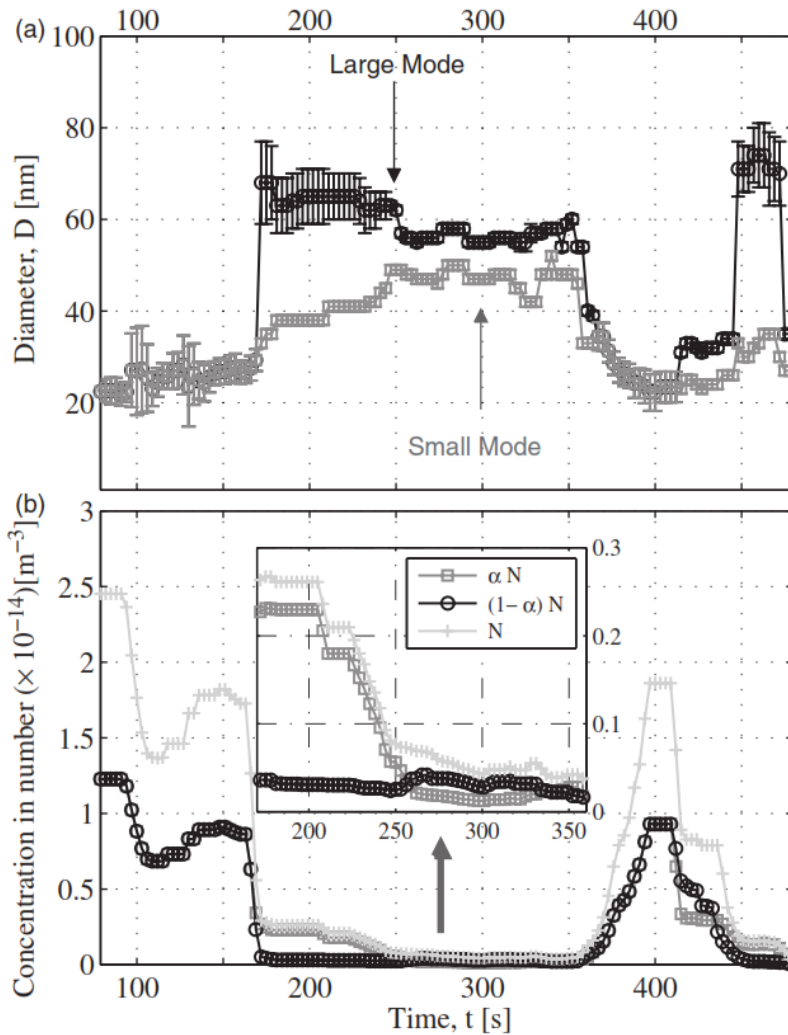 (a)
100 200 300 400
100
80
60
40
20
Diameter, D [nm]
Large Mode
Small Mode
(b)
3
2.5
2
1.5
1
0.5
0
Concentration in number (× 10⁻¹⁴)[m⁻³]
α N
(1− α) N
N
0.3
0.2
0.1
0
200 250 300 350
100 200 300 400
Time, t [s]